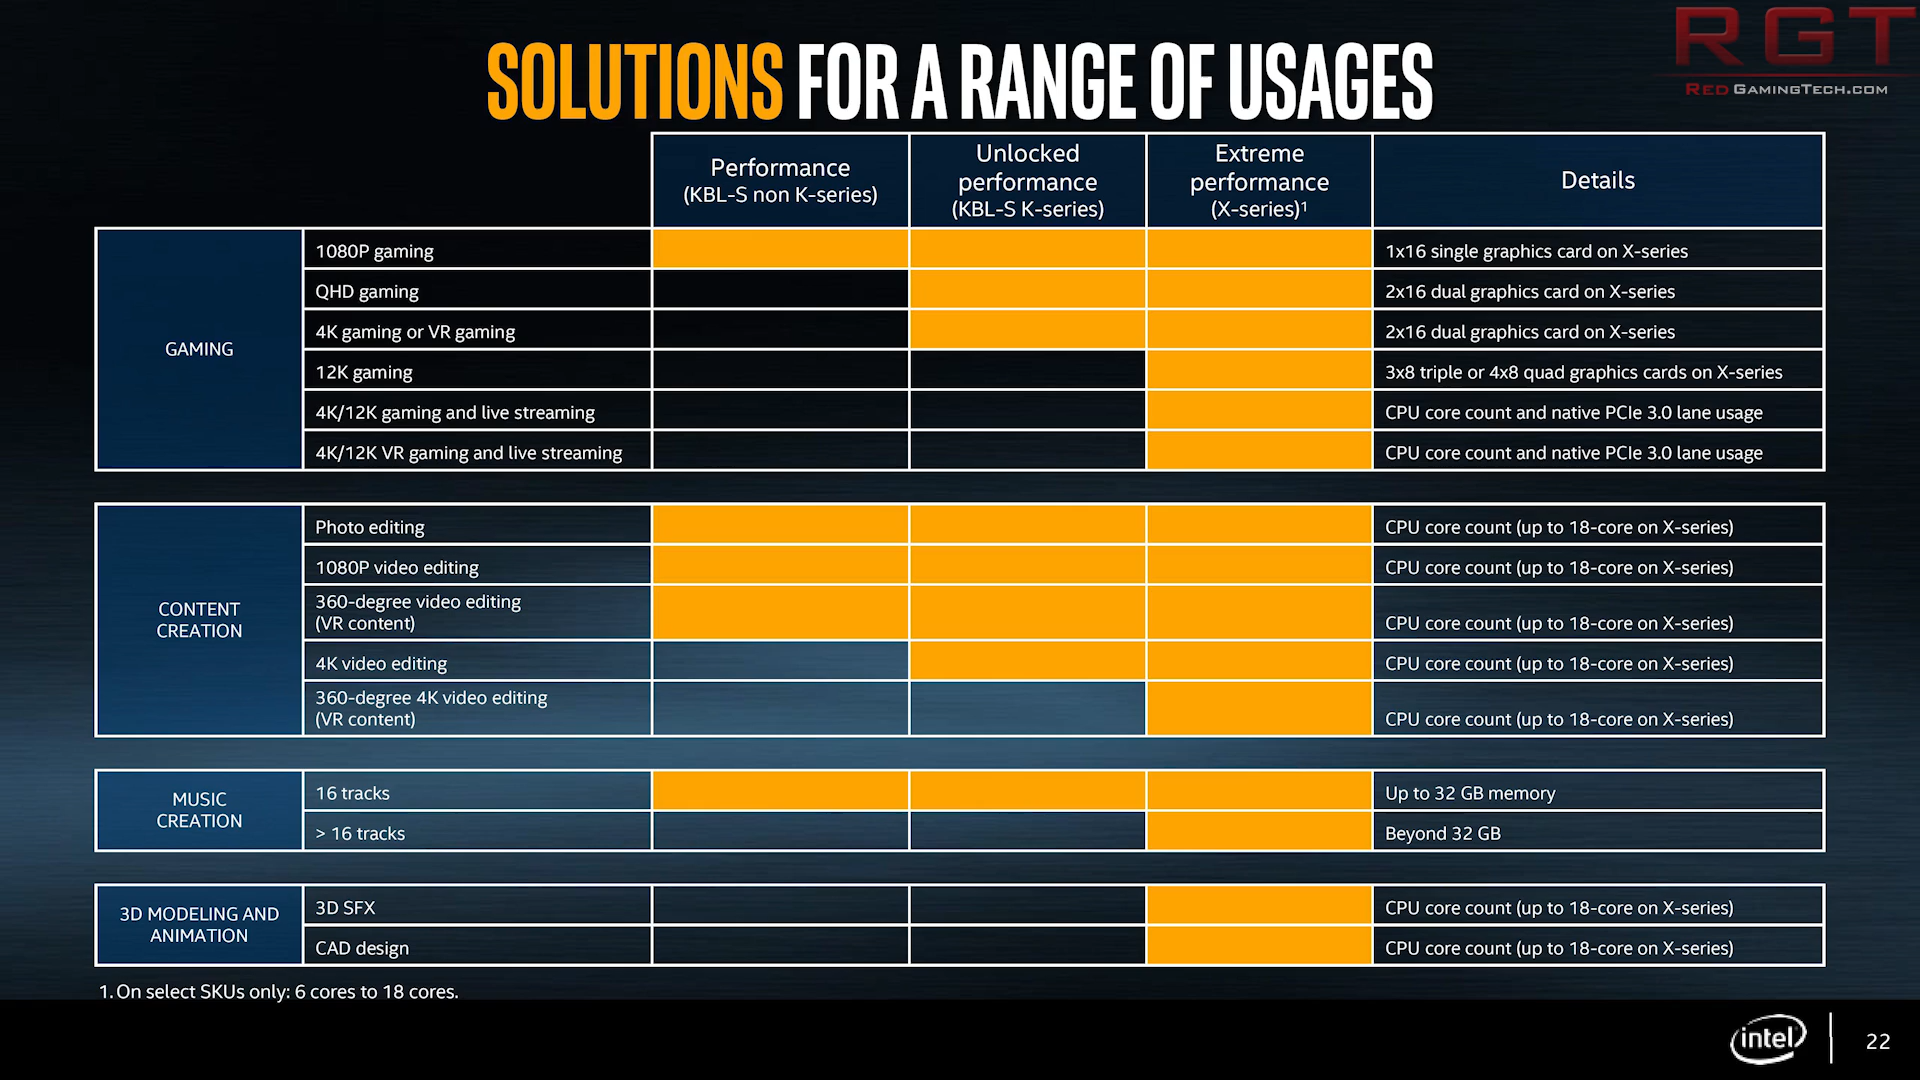 RGT
RED GAMINGTECH.COM
SOLUTIONS FOR A RANGE OF USAGES
Performance
(KBL-S non K-series)
Unlocked
performance
(KBL-S K-series)
Extreme
performance
(X-series)¹
Details
GAMING
1080P gaming
1x16 single graphics card on X-series
QHD gaming
2x16 dual graphics card on X-series
4K gaming or VR gaming
2x16 dual graphics card on X-series
12K gaming
3x8 triple or 4x8 quad graphics cards on X-series
4K/12K gaming and live streaming
CPU core count and native PCIe 3.0 lane usage
4K/12K VR gaming and live streaming
CPU core count and native PCIe 3.0 lane usage
CONTENT
CREATION
Photo editing
CPU core count (up to 18-core on X-series)
1080P video editing
CPU core count (up to 18-core on X-series)
360-degree video editing
(VR content)
CPU core count (up to 18-core on X-series)
4K video editing
CPU core count (up to 18-core on X-series)
360-degree 4K video editing
(VR content)
CPU core count (up to 18-core on X-series)
MUSIC
CREATION
16 tracks
Up to 32 GB memory
> 16 tracks
Beyond 32 GB
3D MODELING AND
ANIMATION
3D SFX
CPU core count (up to 18-core on X-series)
CAD design
CPU core count (up to 18-core on X-series)
1. On select SKUs only: 6 cores to 18 cores.
intel
22